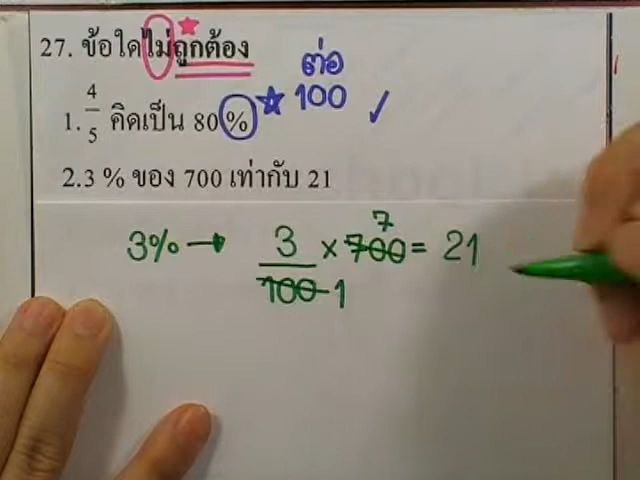 27. ข้อใดไม่ถูกต้อง
ต่อ
100
1. 4/5 คิดเป็น 80 %
2.3 % ของ 700 เท่ากับ 21
7
3% → 3/100 × 700 = 21
1